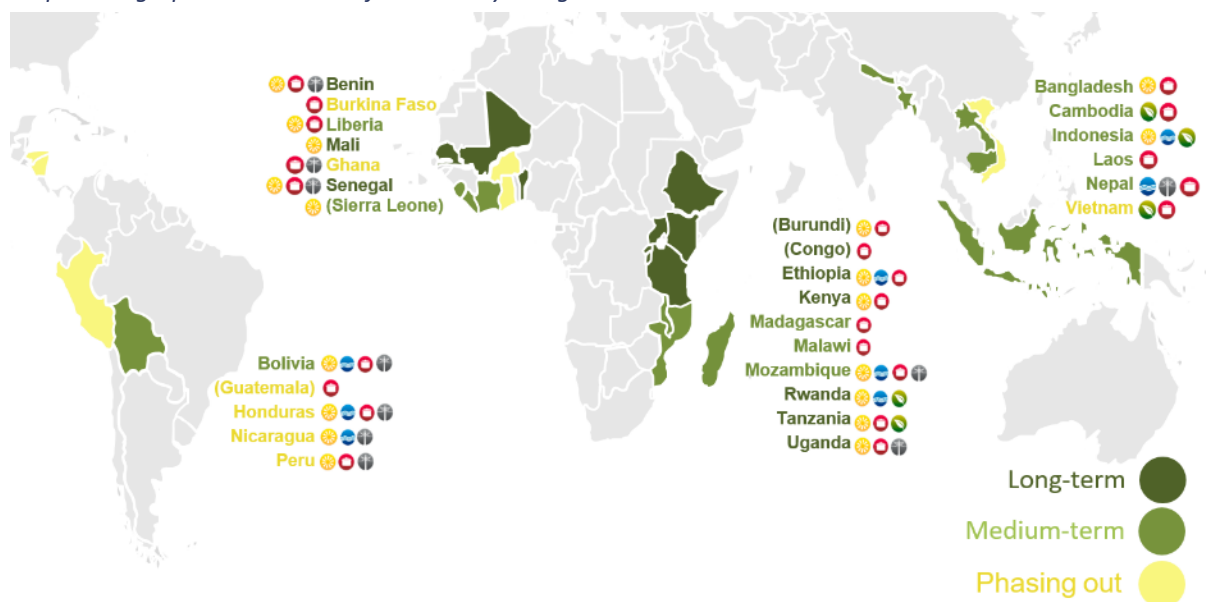 Benin
Burkina Faso
Liberia
Mali
Ghana
Senegal
(Sierra Leone)
Bangladesh
Cambodia
Indonesia
Laos
Nepal
Vietnam
(Burundi)
(Congo)
Ethiopia
Kenya
Madagascar
Malawi
Mozambique
Rwanda
Tanzania
Uganda
Bolivia
(Guatemala)
Honduras
Nicaragua
Peru
Long-term
Medium-term
Phasing out